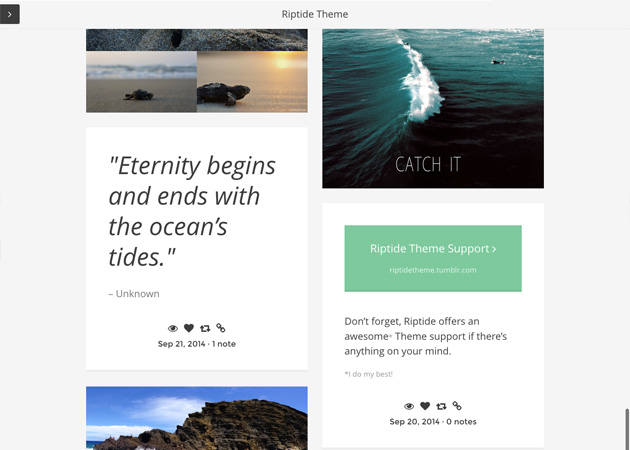 Riptide Theme
"Eternity begins
and ends with
the ocean’s
tides."
– Unknown
Sep 21, 2014 · 1 note
CATCH IT
Riptide Theme Support
riptidetheme.tumblr.com
Don’t forget, Riptide offers an
awesome* Theme support if there’s
anything on your mind.
*I do my best!
Sep 20, 2014 · 0 notes